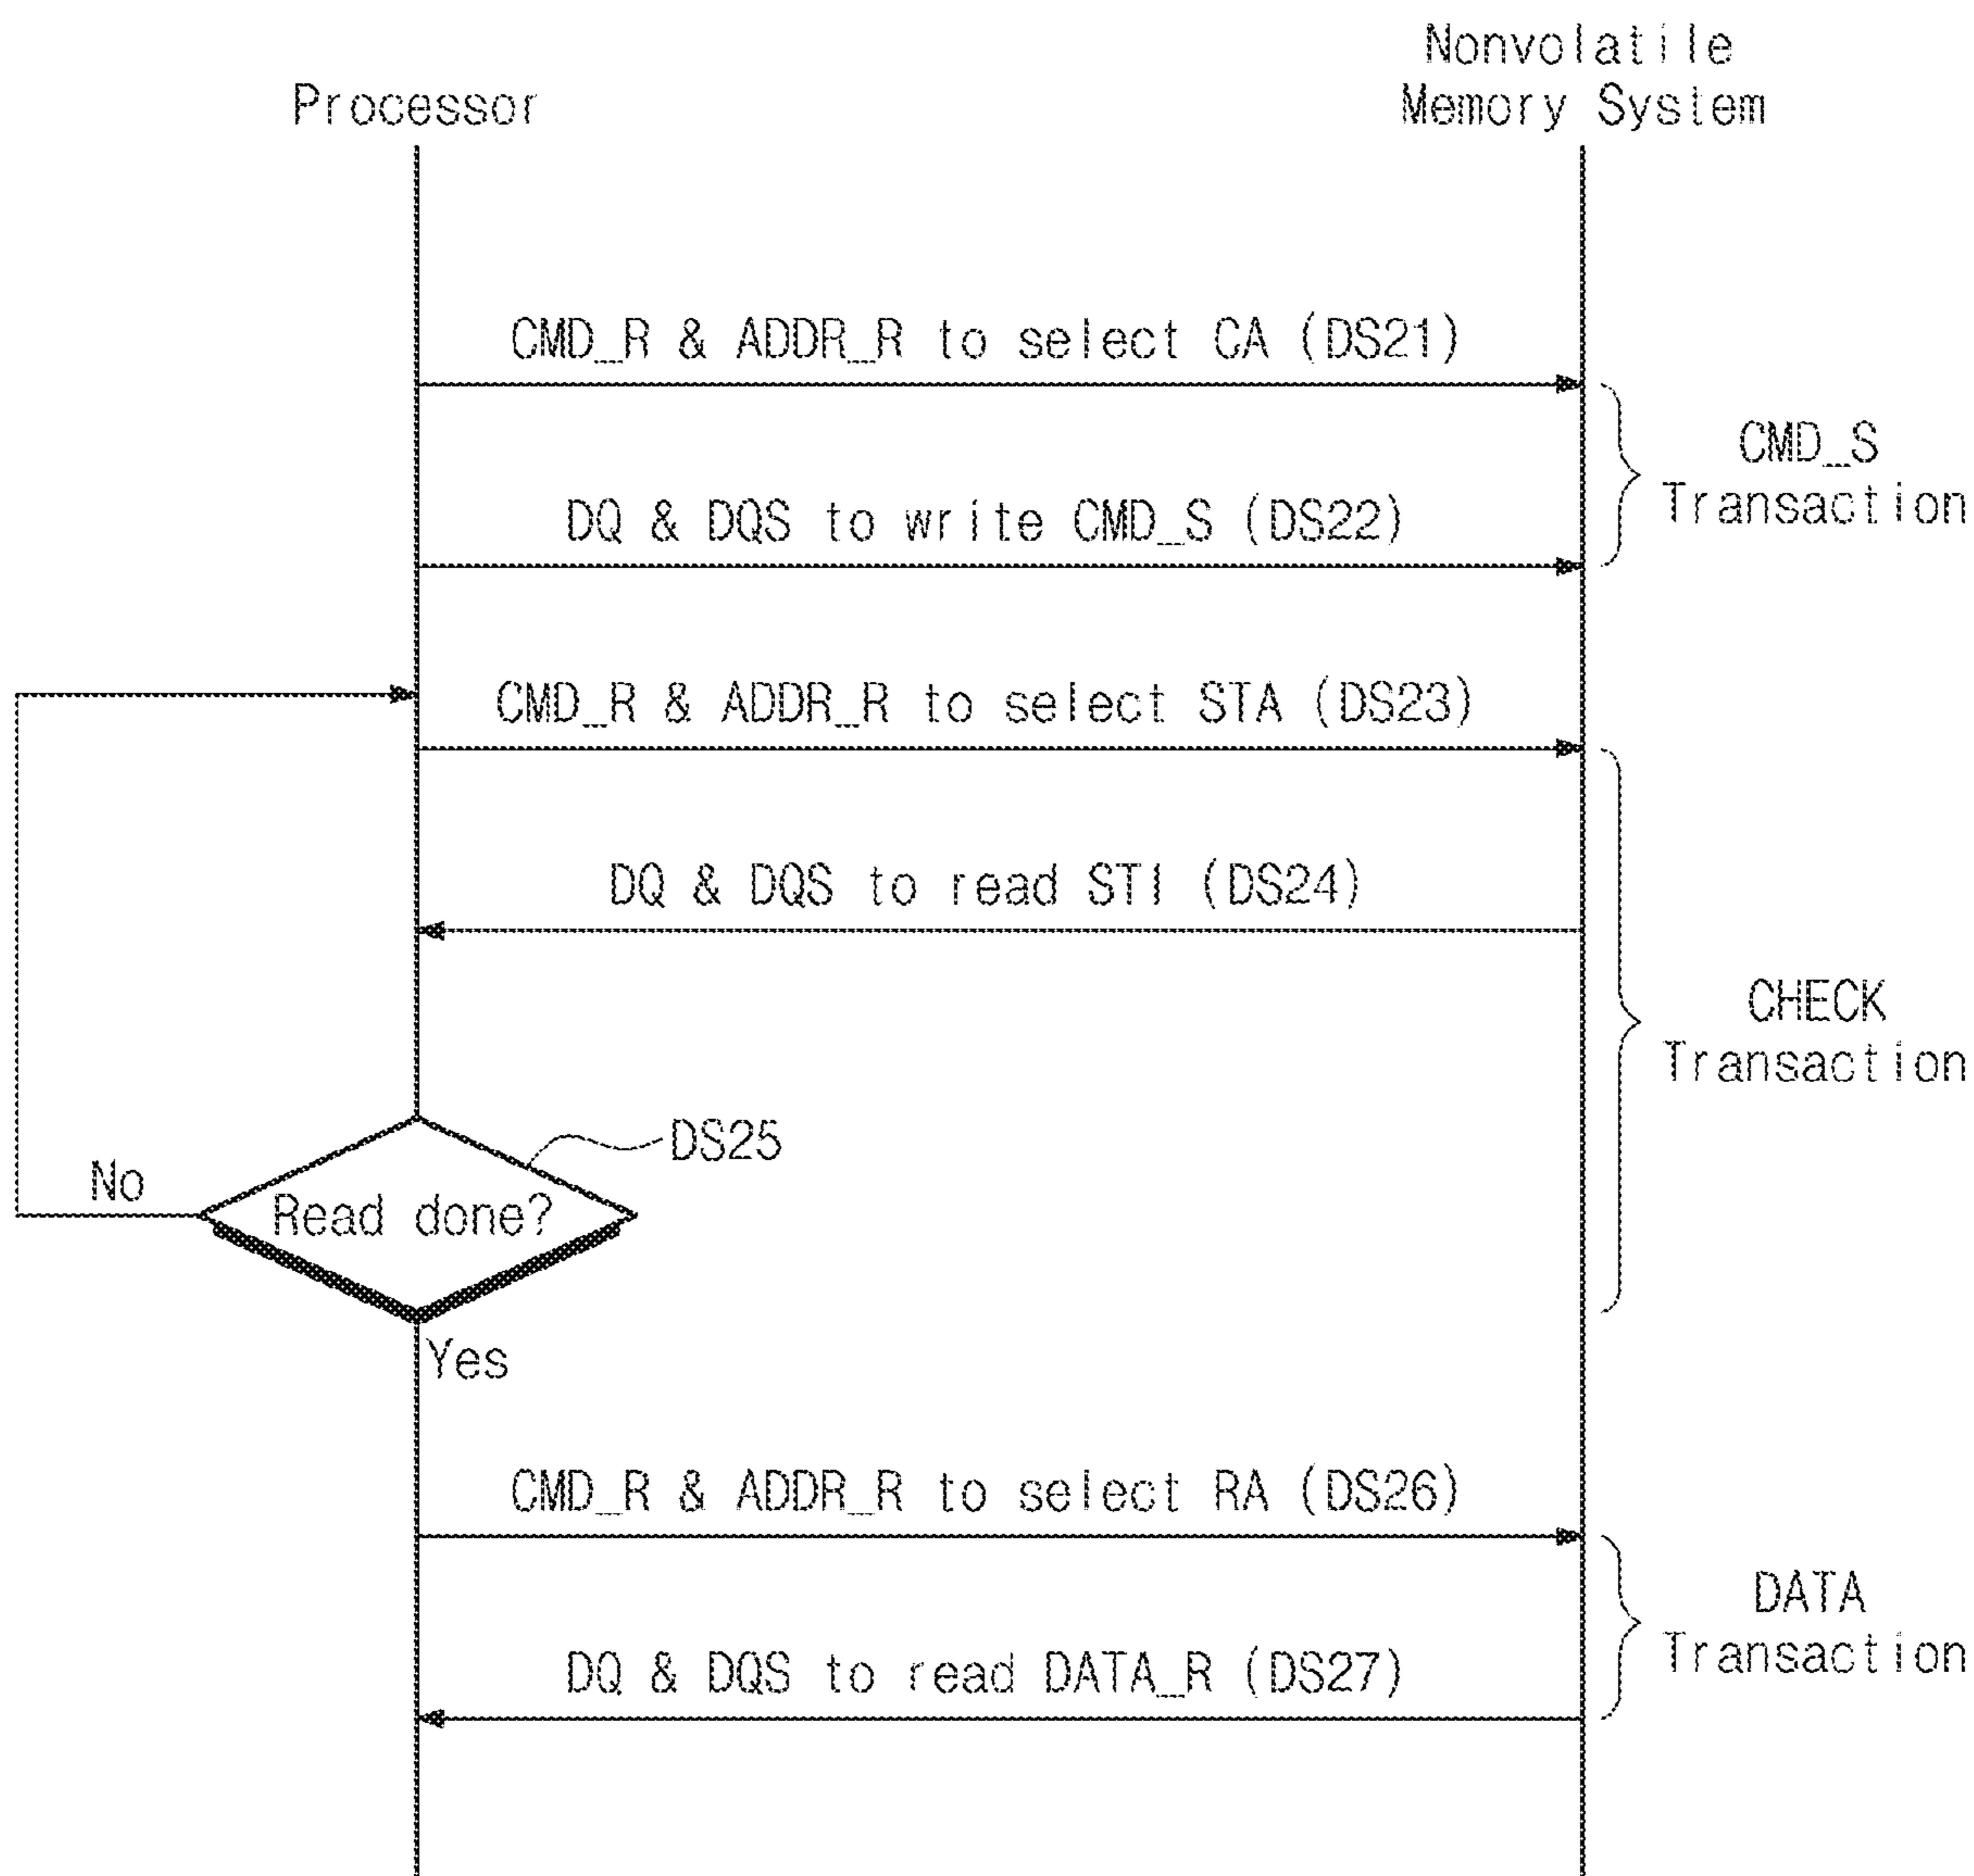 Nonvolatile
Processor
Memory System
CMD_R & ADDR_R to select CA (DS21)
CMD_S
Transaction
DQ & DQS to write CMD_S (DS22)
CMD_R & ADDR_R to select STA (DS23)
DQ & DQS to read STI (DS24)
CHECK
Transaction
DS25
No
Read done?
Yes
CMD_R & ADDR_R to select RA (DS26)
DATA
Transaction
DQ & DQS to read DATA_R (DS27)